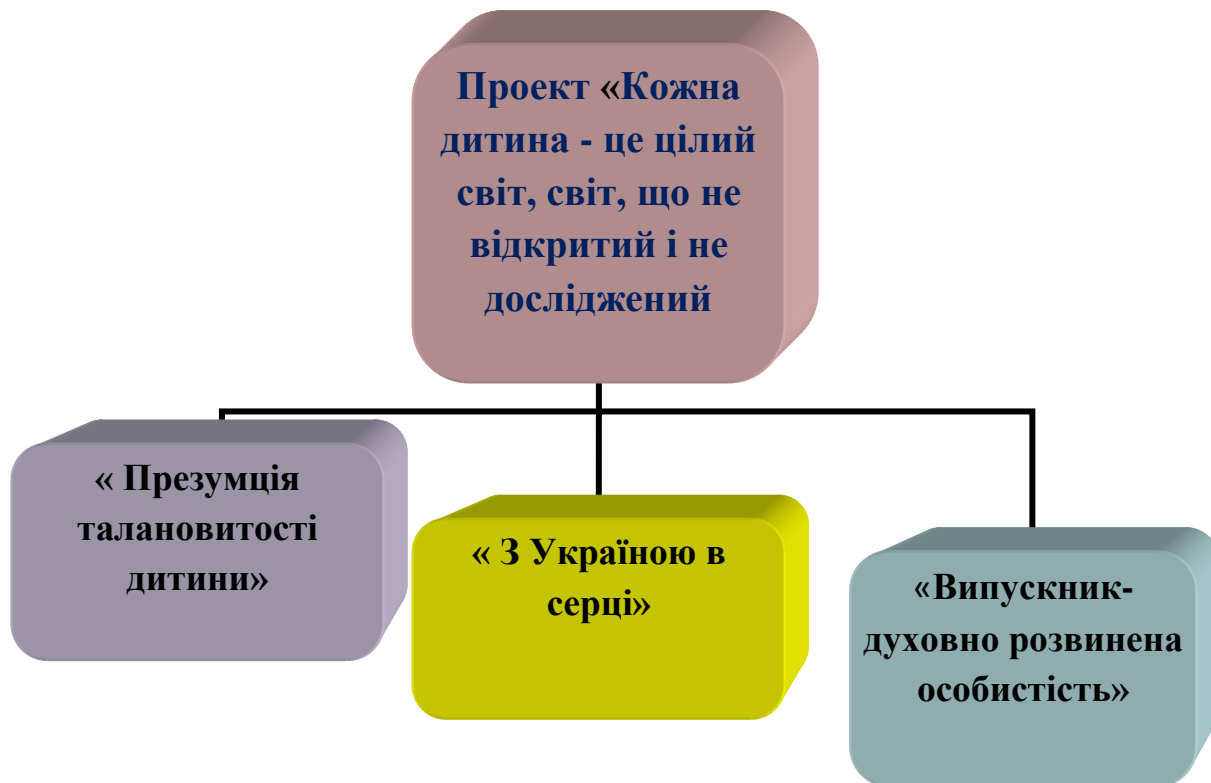 Проект «Кожна
дитина - це цілий
світ, світ, що не
відкритий і не
досліджений
« Презумція
талановитості
дитини»
« З Україною в
серці»
«Випускник-
духовно розвинена
особистість»